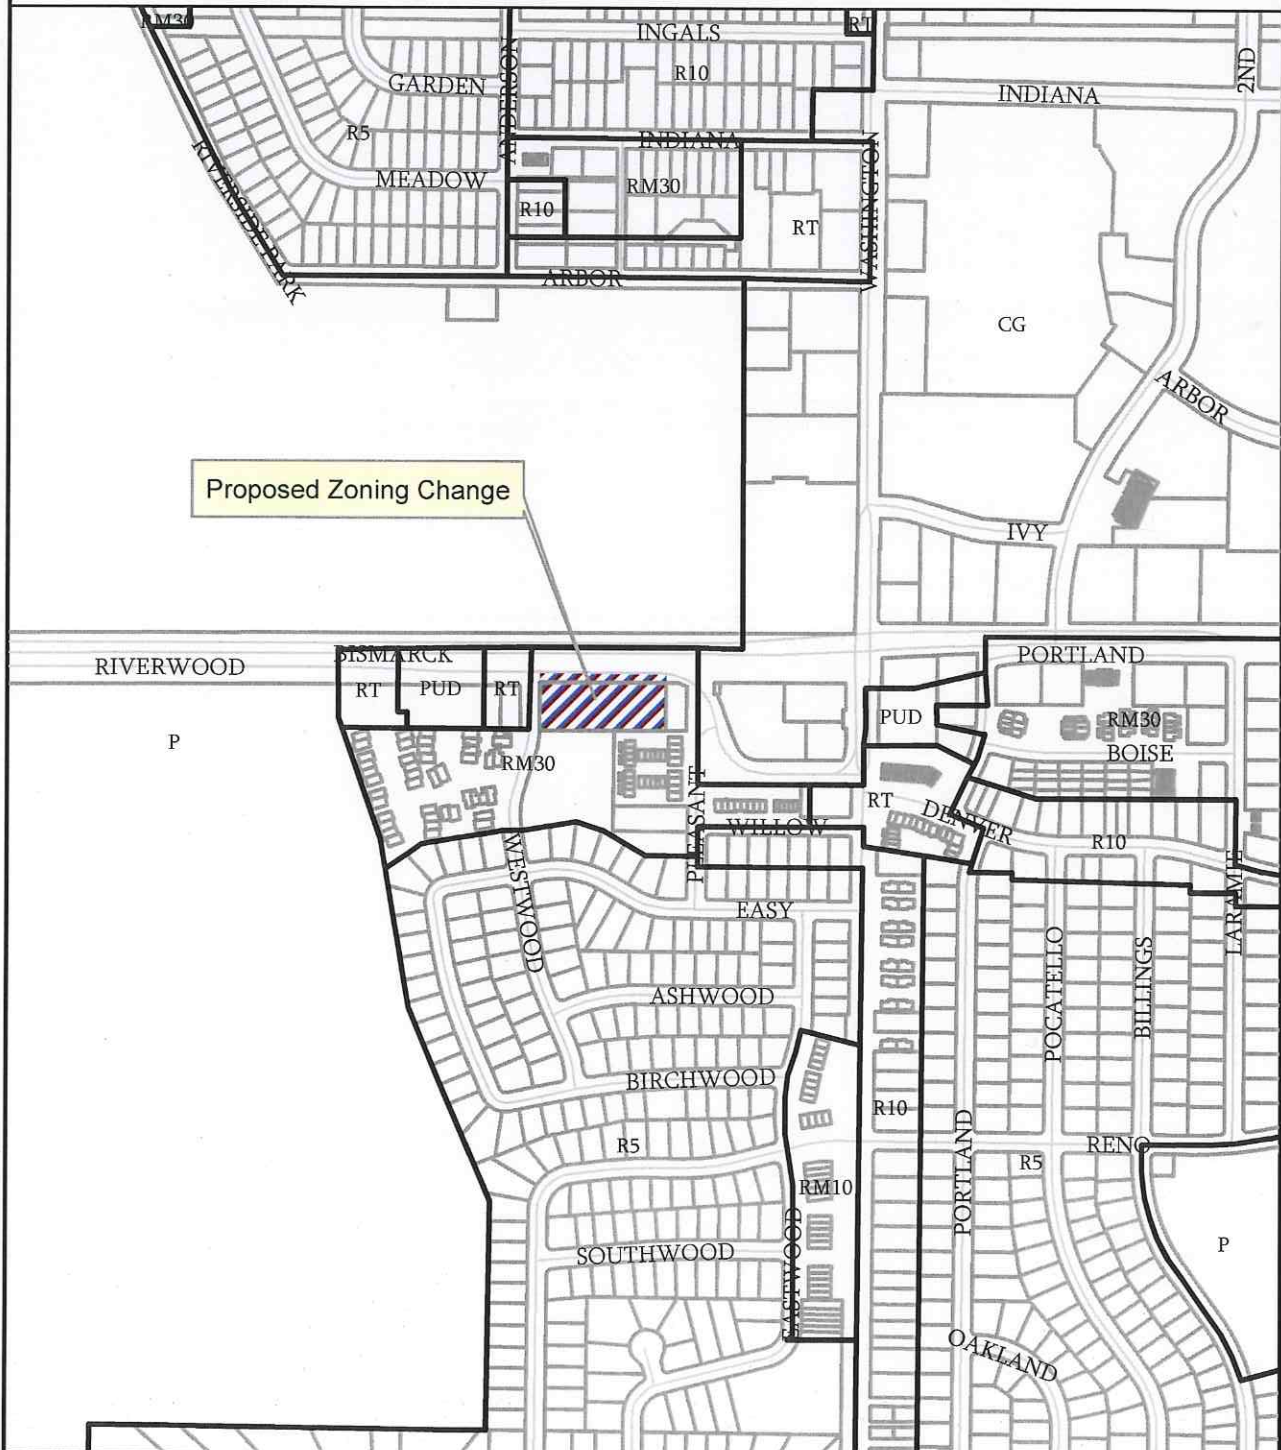 RM30
INGALS
RT
GARDEN
ANDERSON
R10
2ND
INDIANA
R5
INDIANA
RIVERSIDE PARK
MEADOW
RM30
WASHINGTON
R10
RT
ARBOR
CG
ARBOR
Proposed Zoning Change
IVY
BISMARCK
RIVERWOOD
PORTLAND
RT
PUD
RT
PUD
RM30
P
BOISE
RM30
PLEASANT
RT
WILLOW
DENVER
R10
WESTWOOD
LARAMIE
EASY
POCATELLO
BILLINGS
ASHWOOD
BIRCHWOOD
R10
R5
PORTLAND
RENO
R5
RM10
EASTWOOD
SOUTHWOOD
P
OAKLAND